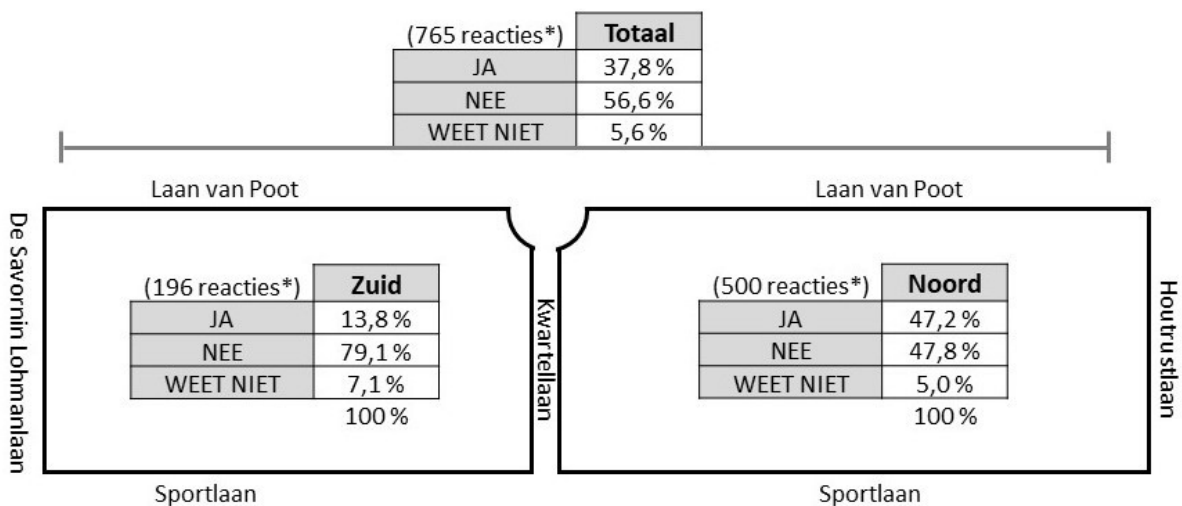 (765 reacties*) Totaal
JA 37,8 %
NEE 56,6 %
WEET NIET 5,6 %
Laan van Poot
Laan van Poot
De Savornin Lohmanlaan
(196 reacties*) Zuid
JA 13,8 %
NEE 79,1 %
WEET NIET 7,1 %
100 %
Kwartellaan
(500 reacties*) Noord
JA 47,2 %
NEE 47,8 %
WEET NIET 5,0 %
100 %
Houtrustlaan
Sportlaan
Sportlaan